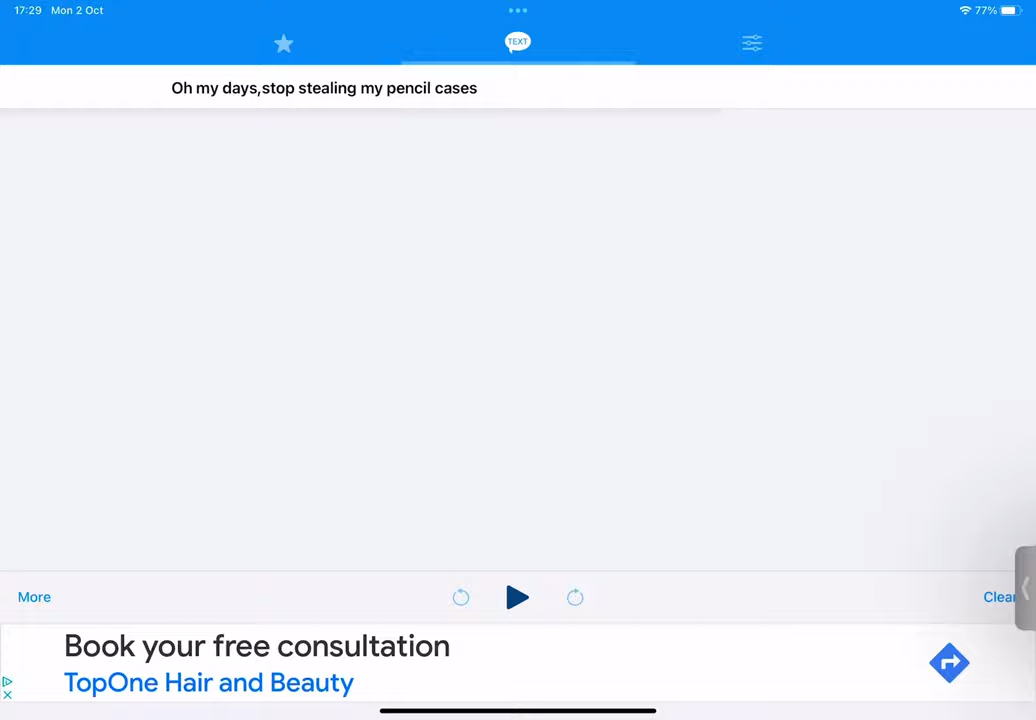 17:29 Mon 2 Oct
77%
TEXT
Oh my days,stop stealing my pencil cases
More
Clear
Book your free consultation
TopOne Hair and Beauty